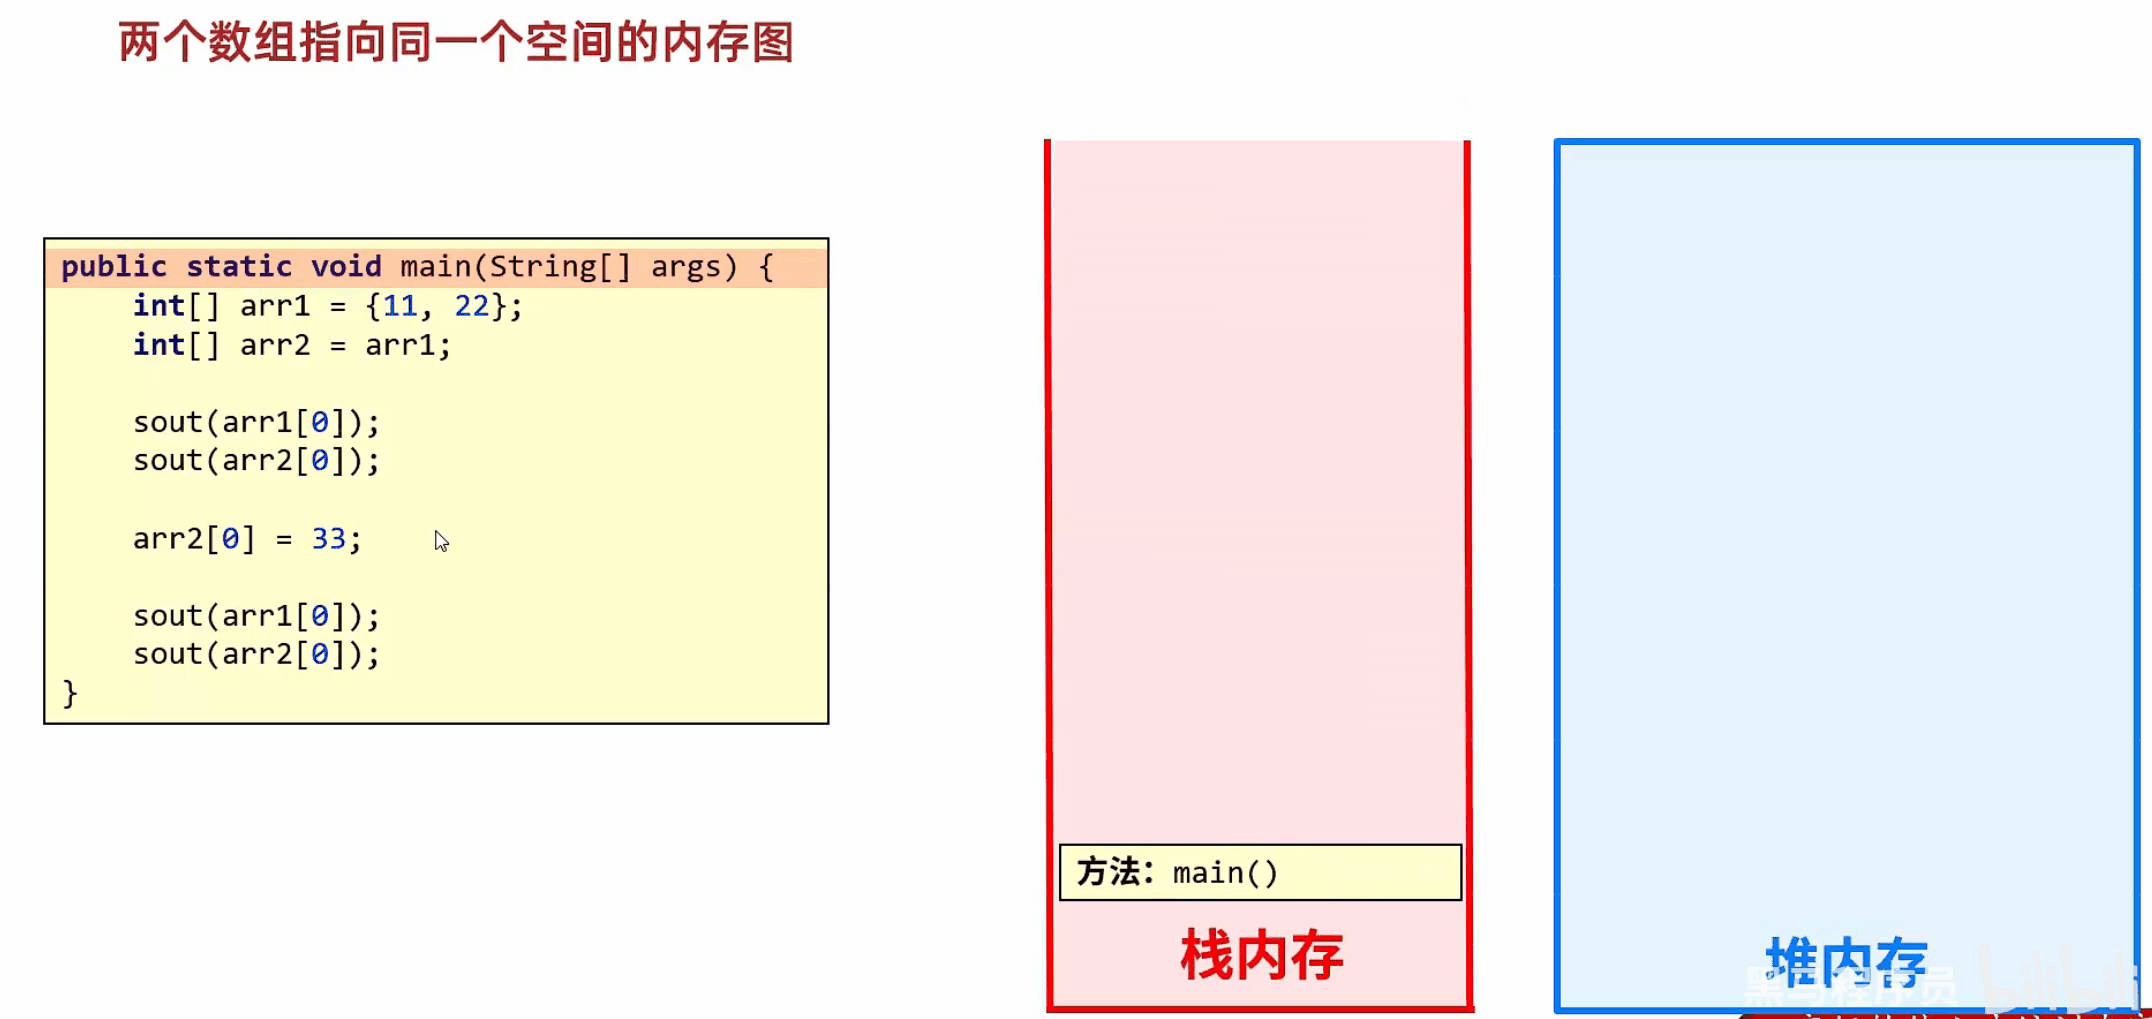 两个数组指向同一个空间的内存图
public static void main(String[] args) {
    int[] arr1 = {11, 22};
    int[] arr2 = arr1;
    sout(arr1[0]);
    sout(arr2[0]);
    arr2[0] = 33;
    sout(arr1[0]);
    sout(arr2[0]);
}
方法：main()
栈内存
堆内存
黑马程序员 bilibili